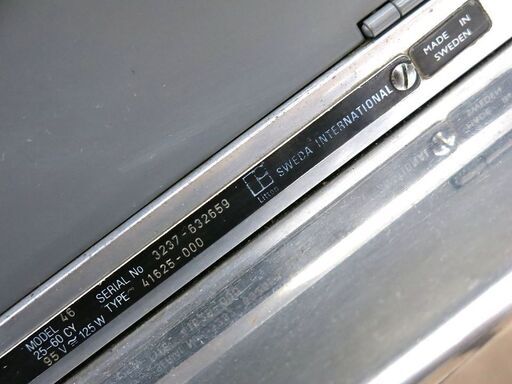 MODEL 46 SERIAL No 3237-632659
25-60 CY
95 V ≂ 125 W TYPE 41625-000
Litton
SWEDA INTERNATIONAL
MADE IN
SWEDEN